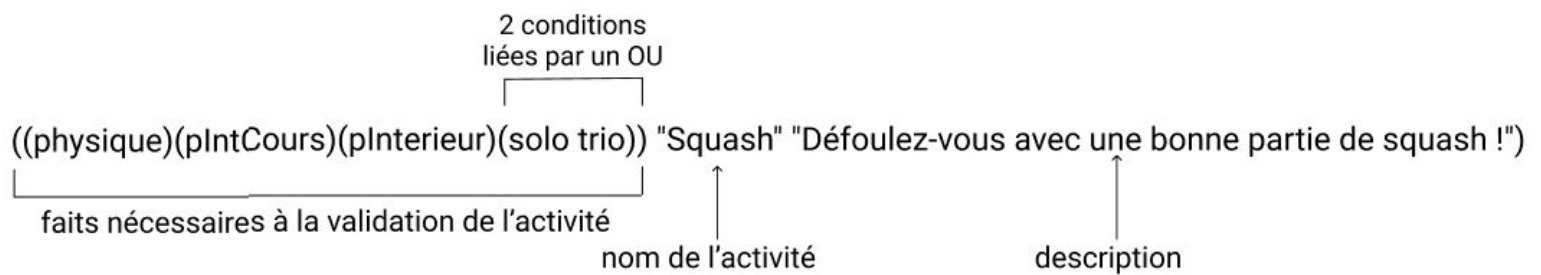 2 conditions
liées par un OU
((physique)(pIntCours)(pInterieur)(solo trio)) "Squash" "Défoulez-vous avec une bonne partie de squash !")
faits nécessaires à la validation de l'activité
nom de l'activité
description